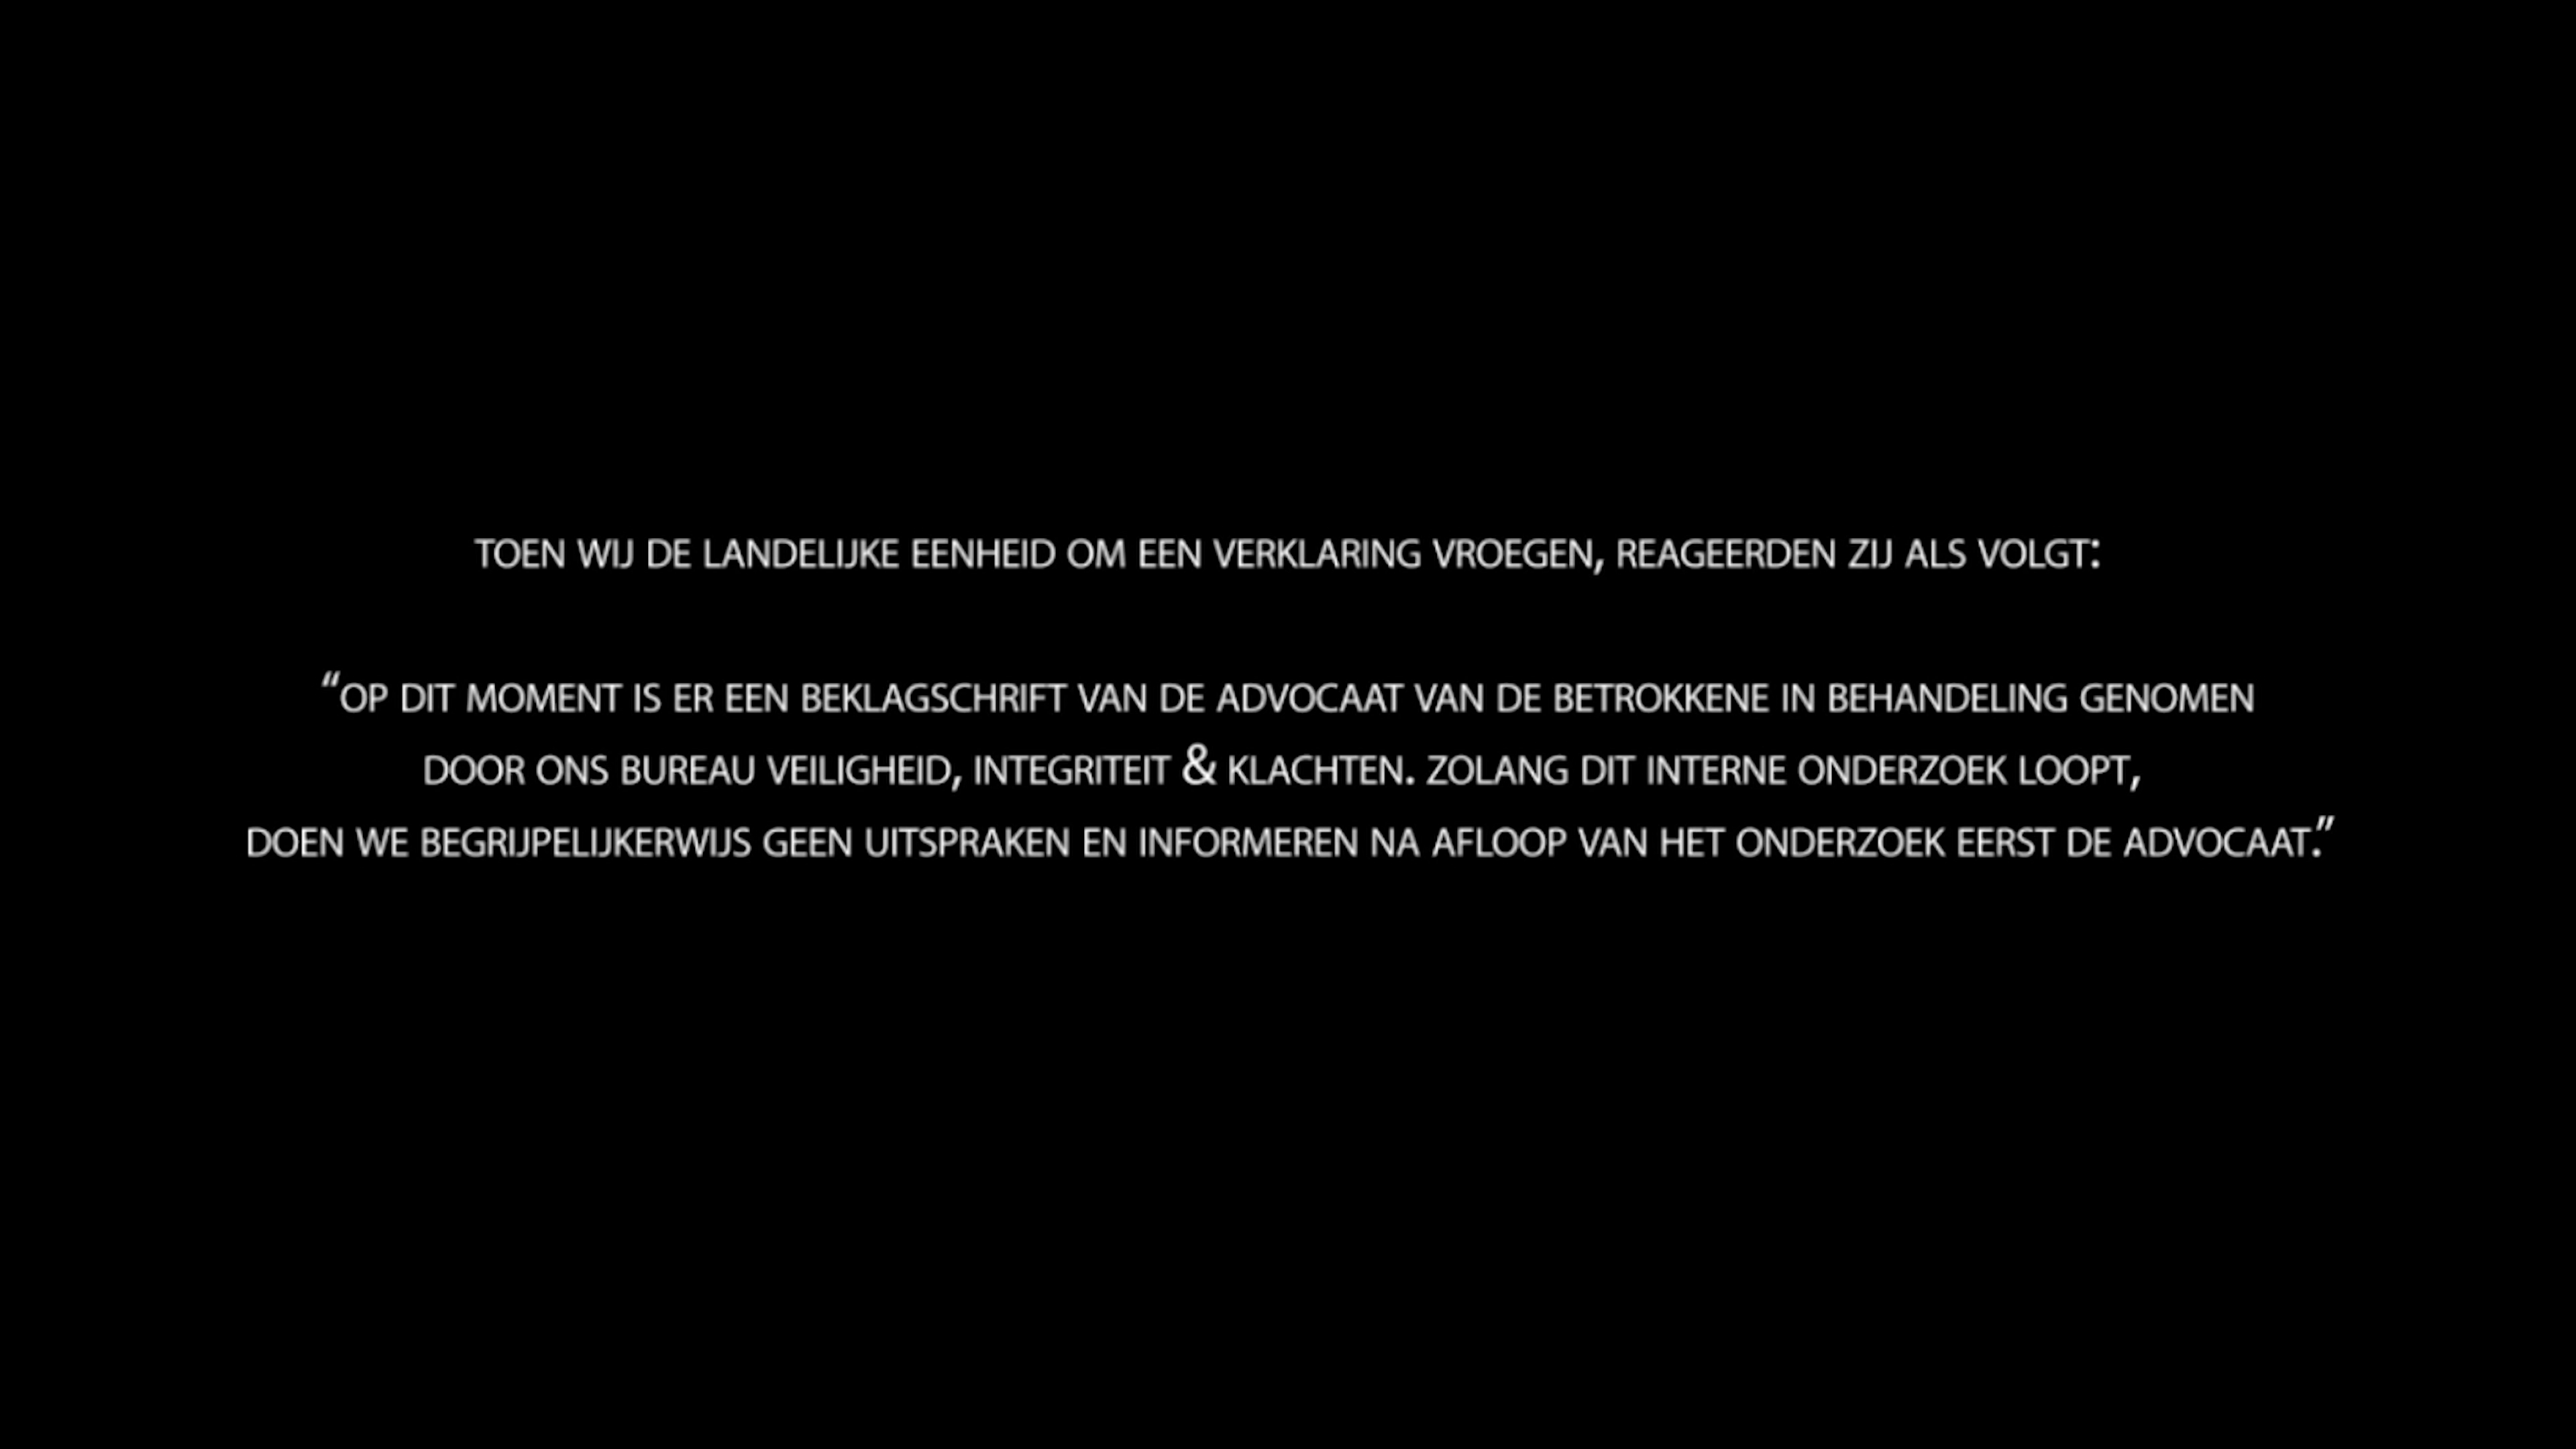 TOEN WIJ DE LANDELIJKE EENHEID OM EEN VERKLARING VROEGEN, REAGEERDEN ZIJ ALS VOLGT:
“OP DIT MOMENT IS ER EEN BEKLAGSCHRIFT VAN DE ADVOCAAT VAN DE BETROKKENE IN BEHANDELING GENOMEN
DOOR ONS BUREAU VEILIGHEID, INTEGRITEIT & KLACHTEN. ZOLANG DIT INTERNE ONDERZOEK LOOPT,
DOEN WE BEGRIJPELIJKERWIJS GEEN UITSPRAKEN EN INFORMEREN NA AFLOOP VAN HET ONDERZOEK EERST DE ADVOCAAT.”